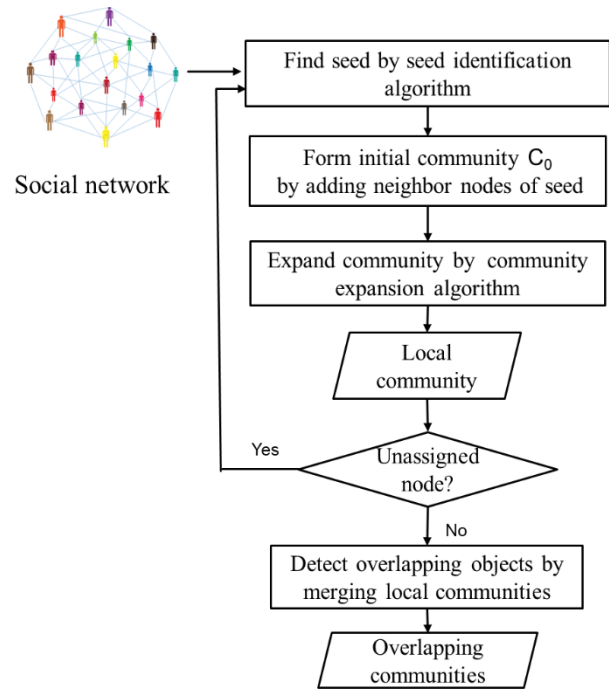 Social network
Find seed by seed identification
algorithm
Form initial community C₀
by adding neighbor nodes of seed
Expand community by community
expansion algorithm
Local
community
Yes
Unassigned
node?
No
Detect overlapping objects by
merging local communities
Overlapping
communities